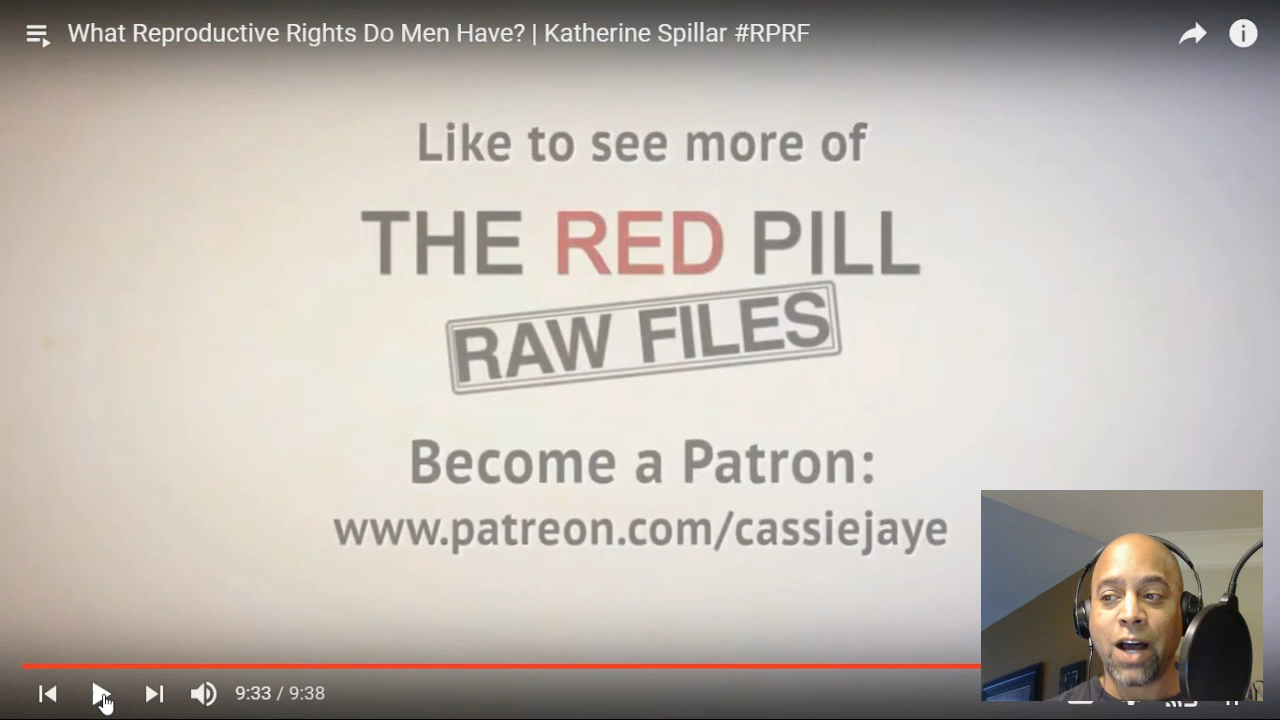 What Reproductive Rights Do Men Have? | Katherine Spillar #RPRF
Like to see more of
THE RED PILL
RAW FILES
Become a Patron:
www.patreon.com/cassiejaye
9:33 / 9:38